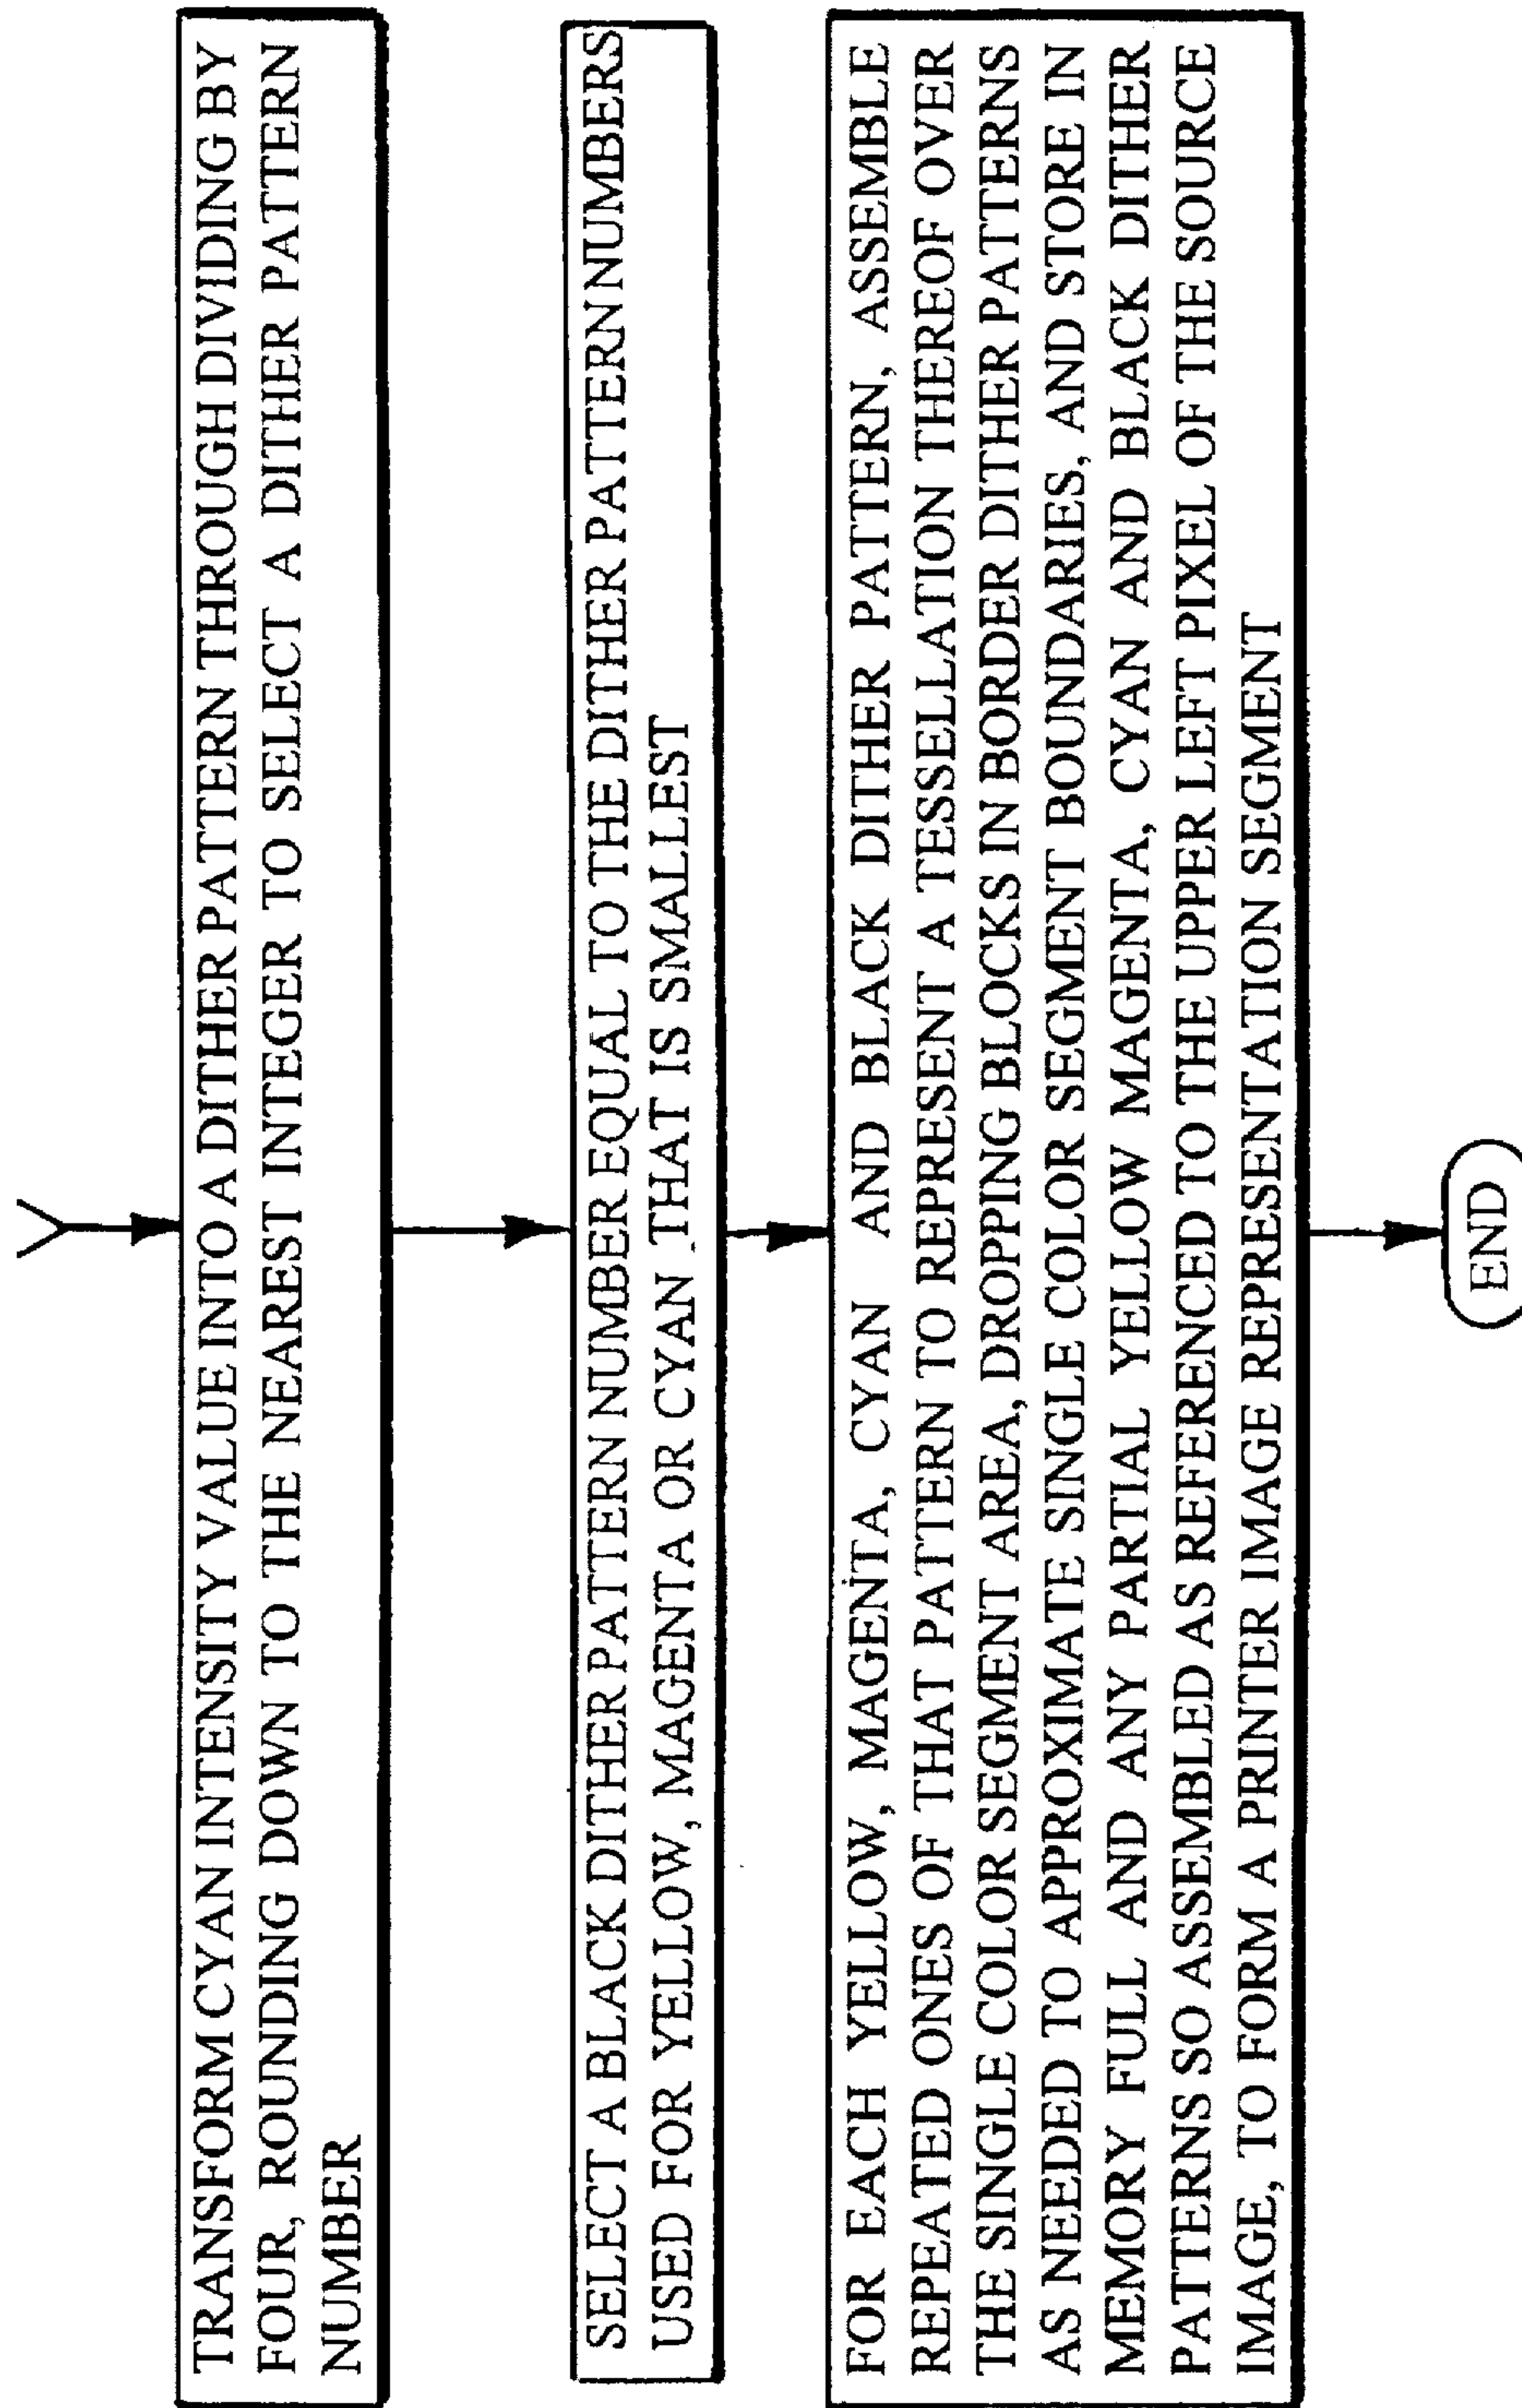 TRANSFORM CYAN INTENSITY VALUE INTO A DITHER PATTERN THROUGH DIVIDING BY
FOUR, ROUNDING DOWN TO THE NEAREST INTEGER TO SELECT A DITHER PATTERN
NUMBER
SELECT A BLACK DITHER PATTERN NUMBER EQUAL TO THE DITHER PATTERN NUMBERS
USED FOR YELLOW, MAGENTA OR CYAN THAT IS SMALLEST
FOR EACH YELLOW, MAGENTA, CYAN AND BLACK DITHER PATTERN, ASSEMBLE
REPEATED ONES OF THAT PATTERN TO REPRESENT A TESSELLATION THEREOF OVER
THE SINGLE COLOR SEGMENT AREA, DROPPING BLOCKS IN BORDER DITHER PATTERNS
AS NEEDED TO APPROXIMATE SINGLE COLOR SEGMENT BOUNDARIES, AND STORE IN
MEMORY FULL AND ANY PARTIAL YELLOW MAGENTA, CYAN AND BLACK DITHER
PATTERNS SO ASSEMBLED AS REFERENCED TO THE UPPER LEFT PIXEL OF THE SOURCE
IMAGE, TO FORM A PRINTER IMAGE REPRESENTATION SEGMENT
END